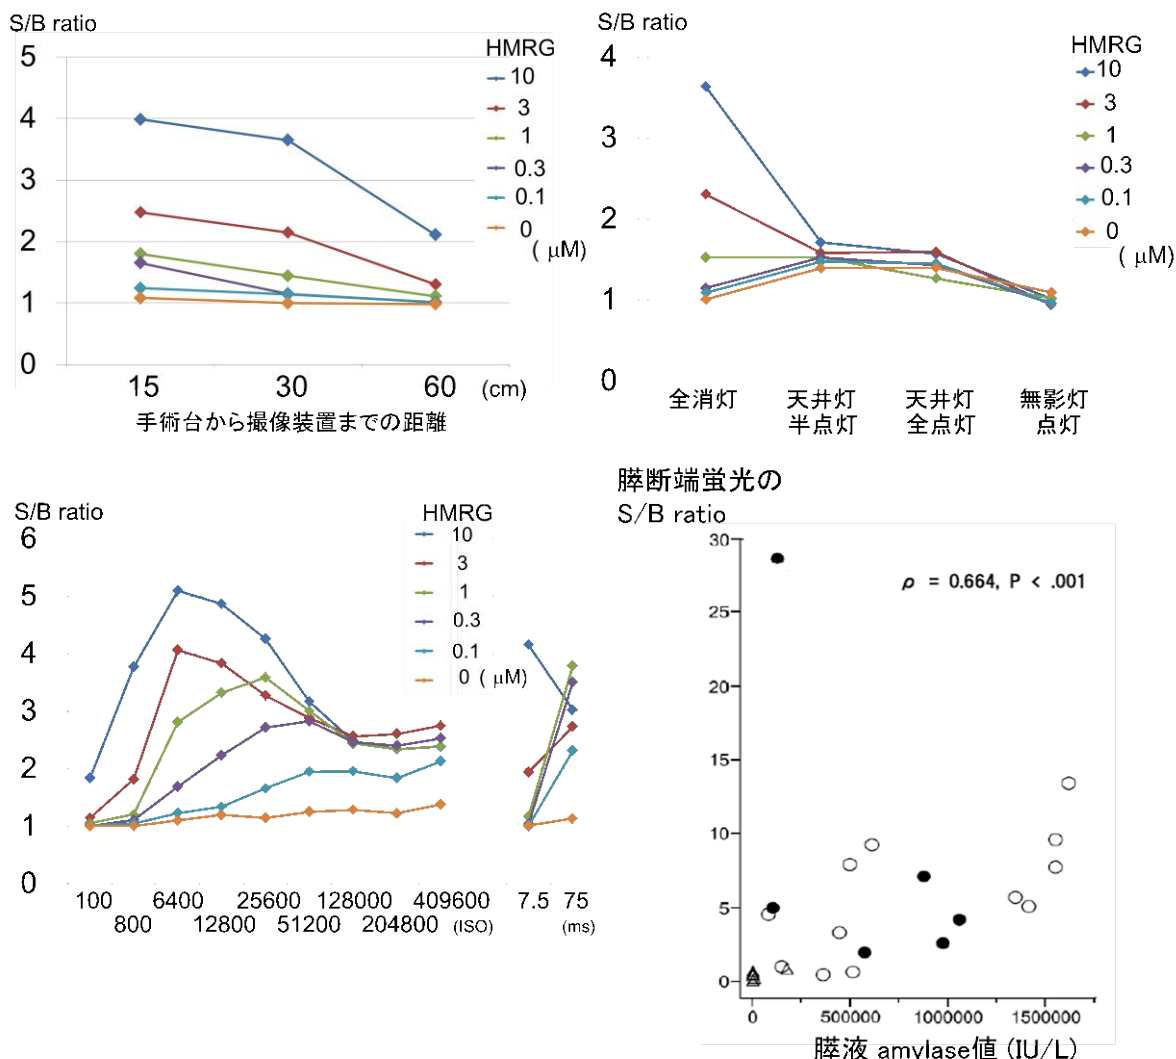 S/B ratio
5
4
3
2
1
0
15
30
60
(cm)
手術台から撮像装置までの距離
HMRG
10
3
1
0.3
0.1
0
( μM)
S/B ratio
4
3
2
1
0
全消灯
天井灯
半点灯
天井灯
全点灯
無影灯
点灯
HMRG
10
3
1
0.3
0.1
0
( μM)
S/B ratio
6
5
4
3
2
1
0
HMRG
10
3
1
0.3
0.1
0 ( μM)
100
800
6400
12800
25600
51200
128000
204800
409600
(ISO)
7.5
75
(ms)
膵断端蛍光の
S/B ratio
30
25
20
15
10
5
0
ρ = 0.664, P < .001
0
500000
1000000
1500000
膵液 amylase値 (IU/L)